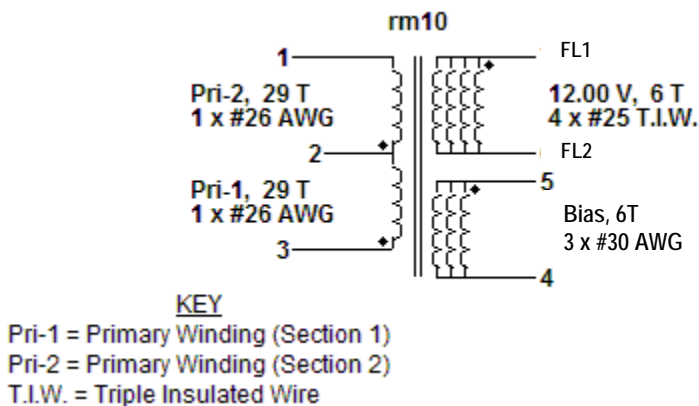 rm10
1
Pri-2, 29 T
1 x #26 AWG
2
Pri-1, 29 T
1 x #26 AWG
3
FL1
12.00 V, 6 T
4 x #25 T.I.W.
FL2
5
Bias, 6T
3 x #30 AWG
4
KEY
Pri-1 = Primary Winding (Section 1)
Pri-2 = Primary Winding (Section 2)
T.I.W. = Triple Insulated Wire